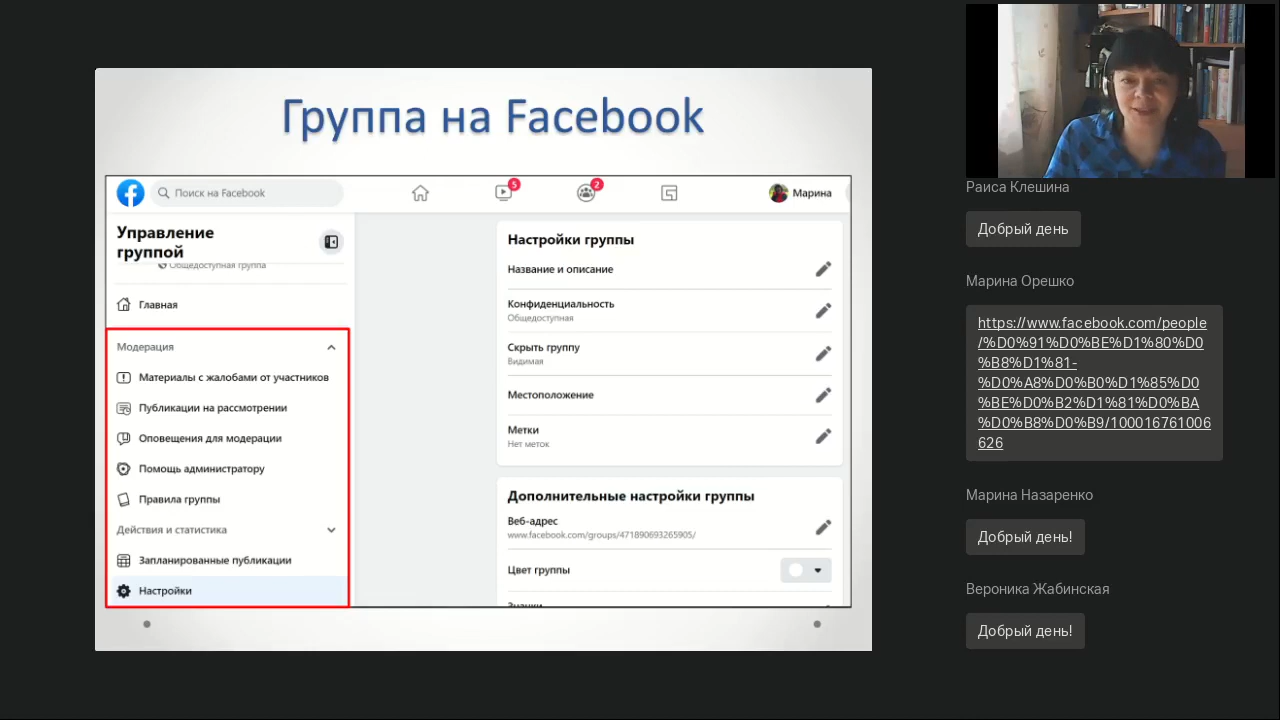 Группа на Facebook
Поиск на Facebook
5
2
Марина
Управление
группой
Общедоступная группа
Главная
Модерация
Материалы с жалобами от участников
Публикации на рассмотрении
Оповещения для модерации
Помощь администратору
Правила группы
Действия и статистика
Запланированные публикации
Настройки
Настройки группы
Название и описание
Конфиденциальность
Общедоступная
Скрыть группу
Видимая
Местоположение
Метки
Нет меток
Дополнительные настройки группы
Веб-адрес
www.facebook.com/groups/471890693265905/
Цвет группы
Значки
Раиса Клешина
Добрый день
Марина Орешко
https://www.facebook.com/people
/%D0%91%D0%BE%D1%80%D0
%B8%D1%81-
%D0%A8%D0%B0%D1%85%D0
%BE%D0%B2%D1%81%D0%BA
%D0%B8%D0%B9/100016761006
626
Марина Назаренко
Добрый день!
Вероника Жабинская
Добрый день!